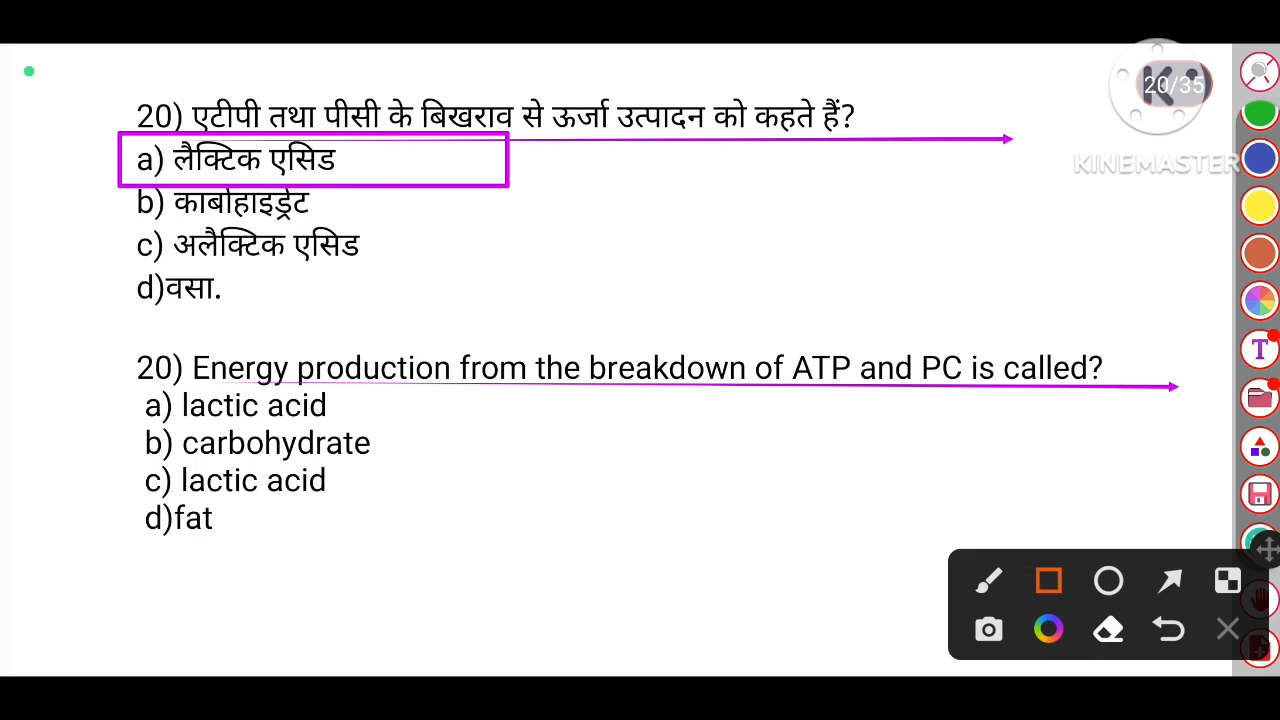 20/35
KINEMASTER
20) एटीपी तथा पीसी के बिखराव से ऊर्जा उत्पादन को कहते हैं?
a) लैक्टिक एसिड
b) कार्बोहाइड्रेट
c) अलैक्टिक एसिड
d)वसा.
20) Energy production from the breakdown of ATP and PC is called?
a) lactic acid
b) carbohydrate
c) lactic acid
d)fat
T